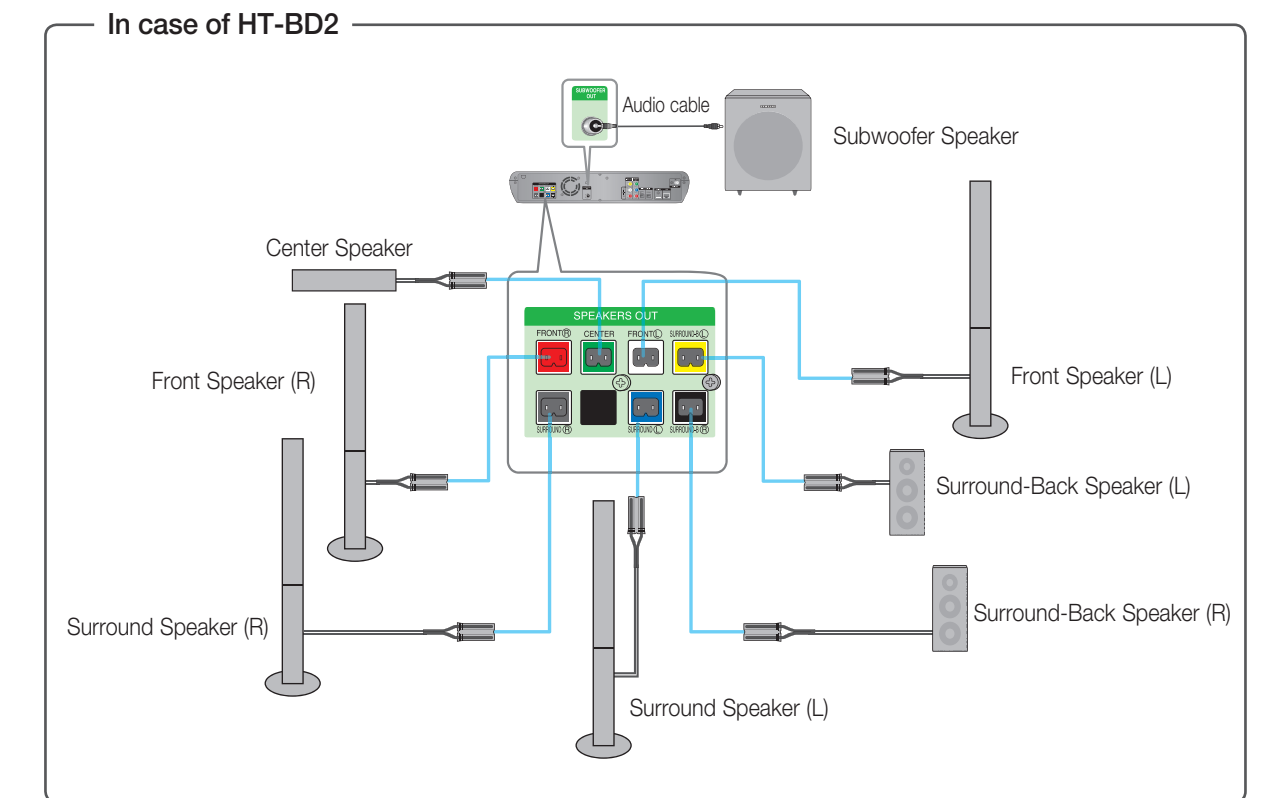 In case of HT-BD2
SUBWOOFER
OUT
Audio cable
Subwoofer Speaker
Center Speaker
SPEAKERS OUT
FRONT Ⓡ CENTER FRONT Ⓛ SURROUND-B Ⓛ
Front Speaker (R)
Front Speaker (L)
SURROUND Ⓡ SURROUND Ⓛ SURROUND-B Ⓡ
Surround-Back Speaker (L)
Surround-Back Speaker (R)
Surround Speaker (R)
Surround Speaker (L)